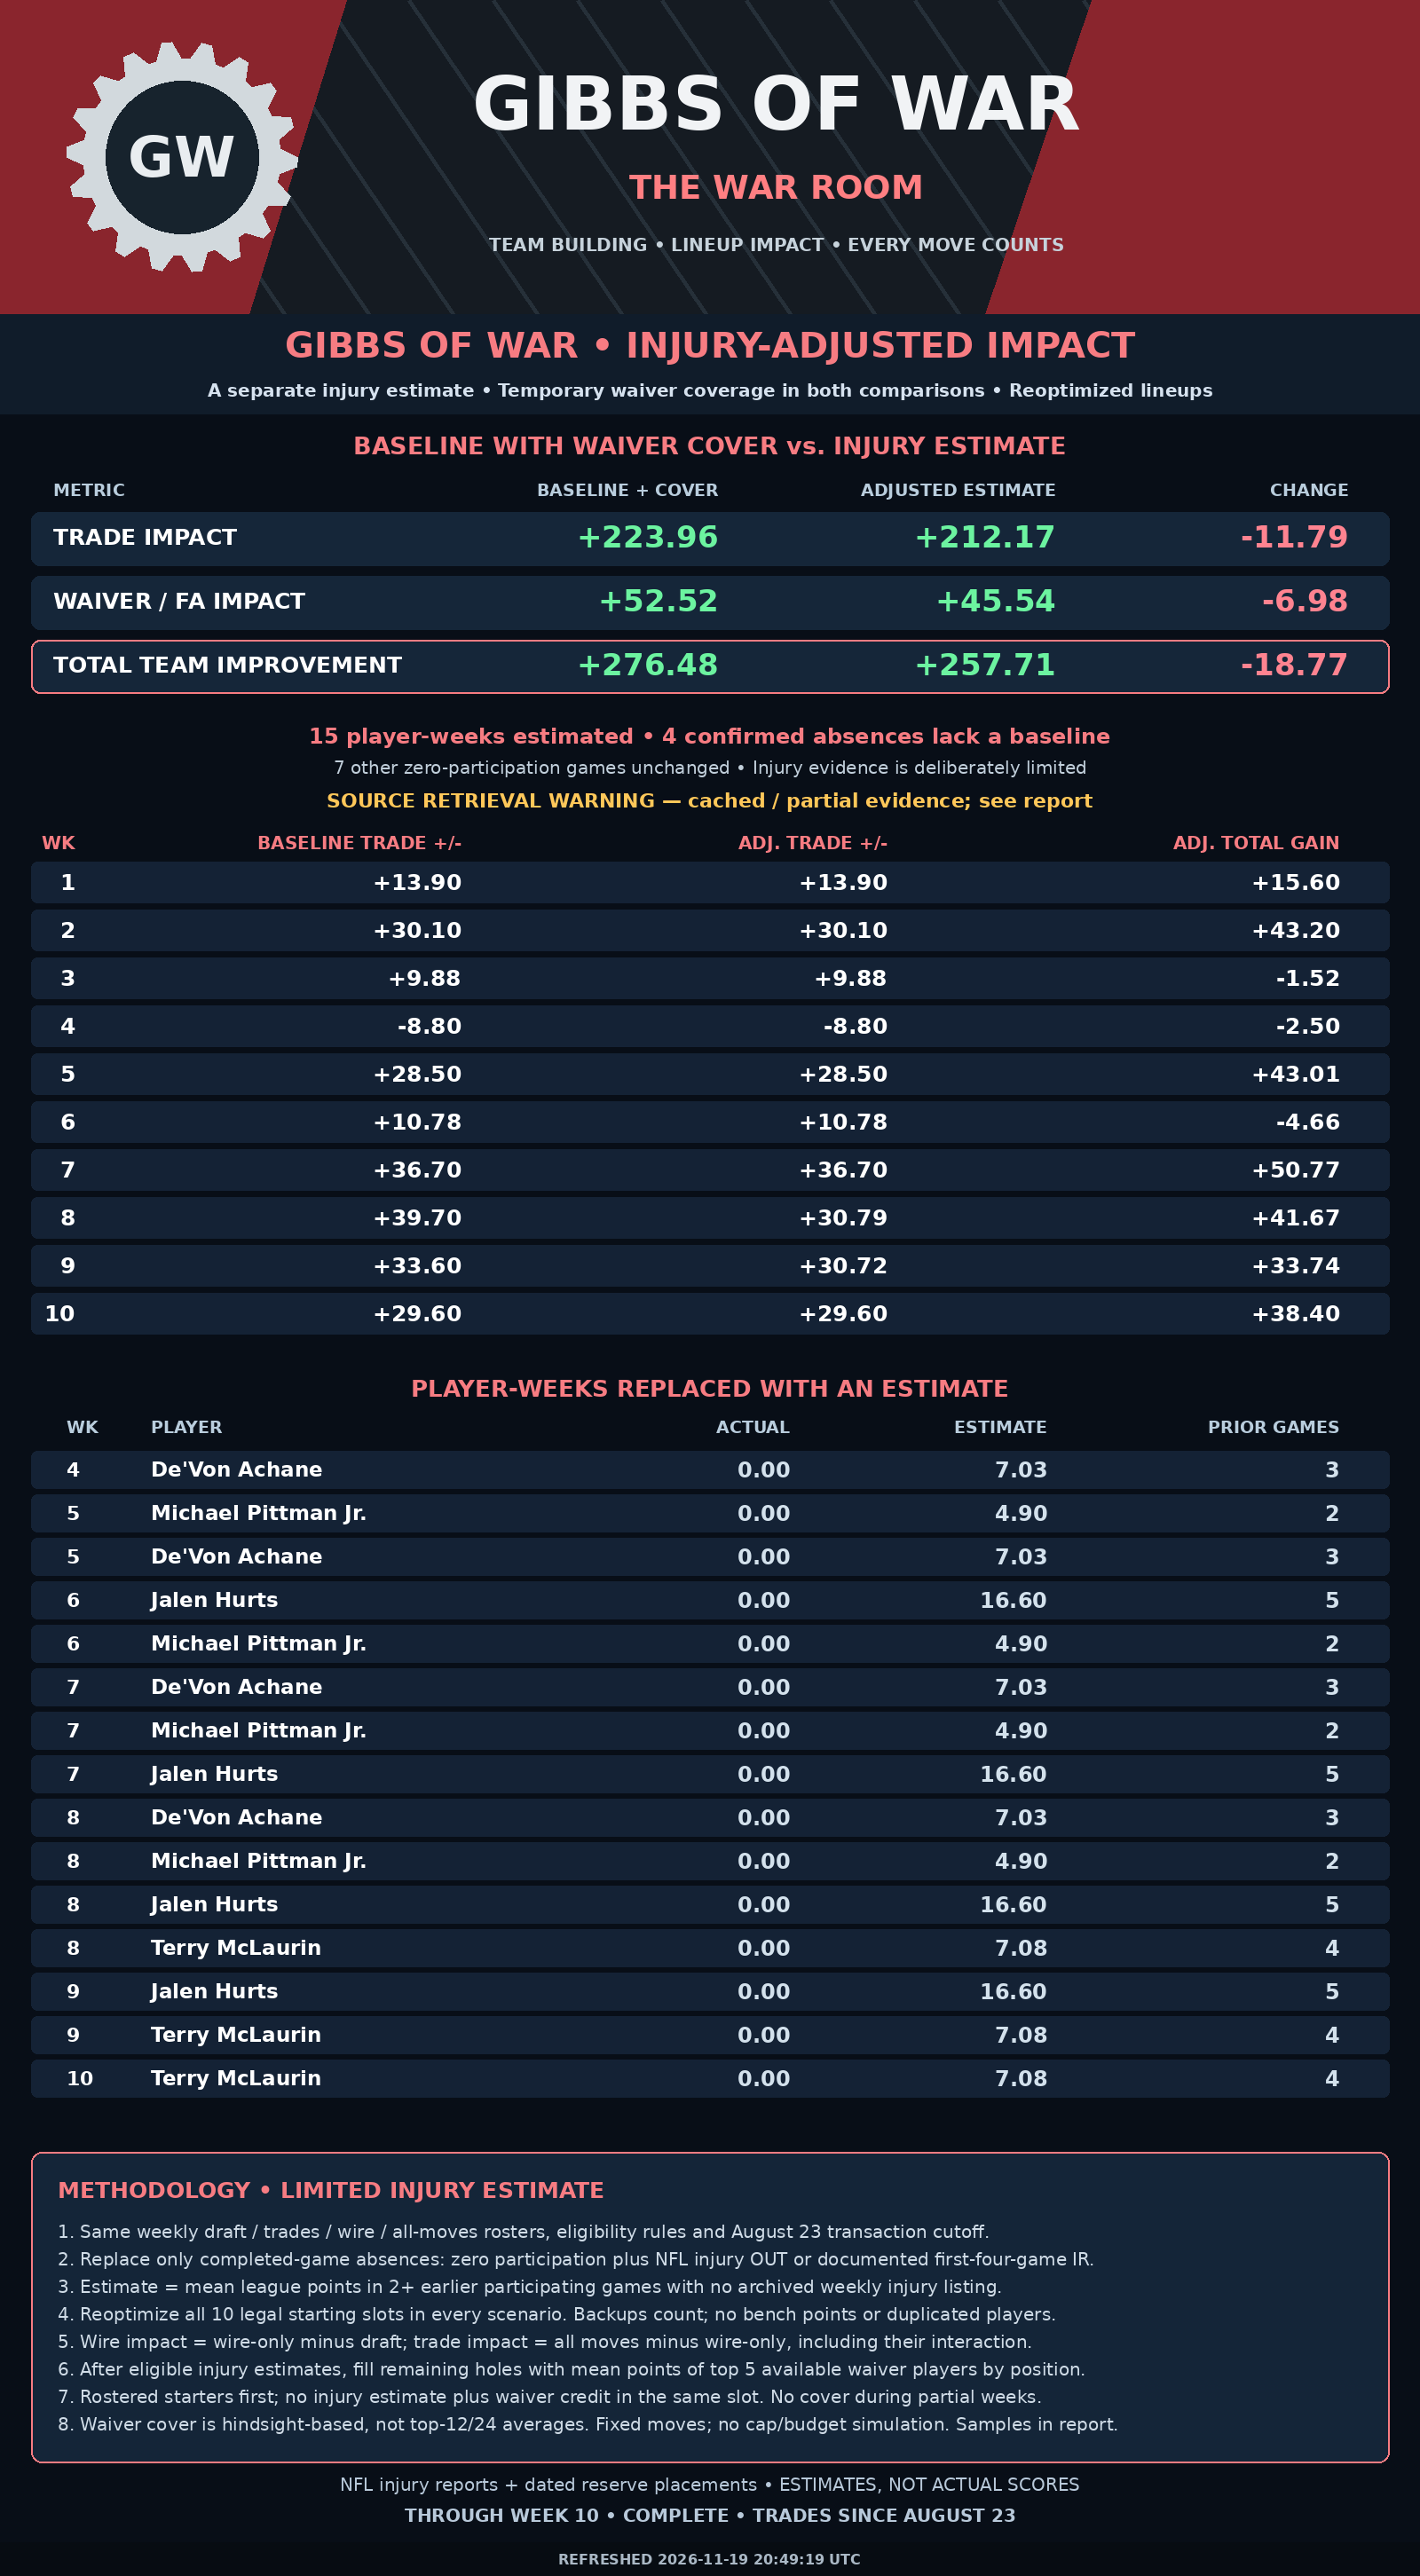 GW
GIBBS OF WAR
THE WAR ROOM
TEAM BUILDING • LINEUP IMPACT • EVERY MOVE COUNTS
GIBBS OF WAR • INJURY-ADJUSTED IMPACT
A separate injury estimate • Temporary waiver coverage in both comparisons • Reoptimized lineups
BASELINE WITH WAIVER COVER vs. INJURY ESTIMATE
METRIC BASELINE + COVER ADJUSTED ESTIMATE CHANGE
TRADE IMPACT +223.96 +212.17 -11.79
WAIVER / FA IMPACT +52.52 +45.54 -6.98
TOTAL TEAM IMPROVEMENT +276.48 +257.71 -18.77
15 player-weeks estimated • 4 confirmed absences lack a baseline
7 other zero-participation games unchanged • Injury evidence is deliberately limited
SOURCE RETRIEVAL WARNING — cached / partial evidence; see report
WK BASELINE TRADE +/- ADJ. TRADE +/- ADJ. TOTAL GAIN
1 +13.90 +13.90 +15.60
2 +30.10 +30.10 +43.20
3 +9.88 +9.88 -1.52
4 -8.80 -8.80 -2.50
5 +28.50 +28.50 +43.01
6 +10.78 +10.78 -4.66
7 +36.70 +36.70 +50.77
8 +39.70 +30.79 +41.67
9 +33.60 +30.72 +33.74
10 +29.60 +29.60 +38.40
PLAYER-WEEKS REPLACED WITH AN ESTIMATE
WK PLAYER ACTUAL ESTIMATE PRIOR GAMES
4 De'Von Achane 0.00 7.03 3
5 Michael Pittman Jr. 0.00 4.90 2
5 De'Von Achane 0.00 7.03 3
6 Jalen Hurts 0.00 16.60 5
6 Michael Pittman Jr. 0.00 4.90 2
7 De'Von Achane 0.00 7.03 3
7 Michael Pittman Jr. 0.00 4.90 2
7 Jalen Hurts 0.00 16.60 5
8 De'Von Achane 0.00 7.03 3
8 Michael Pittman Jr. 0.00 4.90 2
8 Jalen Hurts 0.00 16.60 5
8 Terry McLaurin 0.00 7.08 4
9 Jalen Hurts 0.00 16.60 5
9 Terry McLaurin 0.00 7.08 4
10 Terry McLaurin 0.00 7.08 4
METHODOLOGY • LIMITED INJURY ESTIMATE
1. Same weekly draft / trades / wire / all-moves rosters, eligibility rules and August 23 transaction cutoff.
2. Replace only completed-game absences: zero participation plus NFL injury OUT or documented first-four-game IR.
3. Estimate = mean league points in 2+ earlier participating games with no archived weekly injury listing.
4. Reoptimize all 10 legal starting slots in every scenario. Backups count; no bench points or duplicated players.
5. Wire impact = wire-only minus draft; trade impact = all moves minus wire-only, including their interaction.
6. After eligible injury estimates, fill remaining holes with mean points of top 5 available waiver players by position.
7. Rostered starters first; no injury estimate plus waiver credit in the same slot. No cover during partial weeks.
8. Waiver cover is hindsight-based, not top-12/24 averages. Fixed moves; no cap/budget simulation. Samples in report.
NFL injury reports + dated reserve placements • ESTIMATES, NOT ACTUAL SCORES
THROUGH WEEK 10 • COMPLETE • TRADES SINCE AUGUST 23
REFRESHED 2026-11-19 20:49:19 UTC